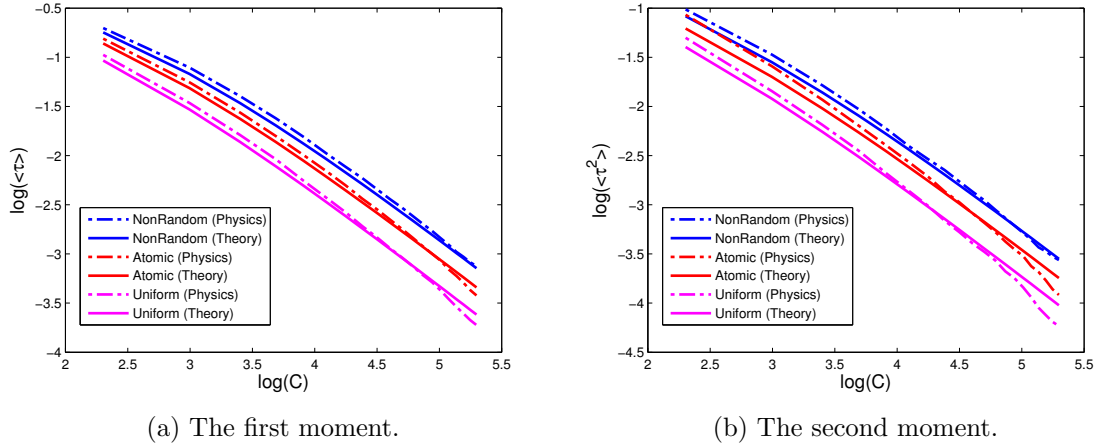 −0.5
−1
−1.5
−2
−2.5
−3
−3.5
−4
log(<τ>)
NonRandom (Physics)
NonRandom (Theory)
Atomic (Physics)
Atomic (Theory)
Uniform (Physics)
Uniform (Theory)
2 2.5 3 3.5 4 4.5 5 5.5
log(C)
(a) The first moment.
−1
−1.5
−2
−2.5
−3
−3.5
−4
−4.5
log(<τ²>)
NonRandom (Physics)
NonRandom (Theory)
Atomic (Physics)
Atomic (Theory)
Uniform (Physics)
Uniform (Theory)
2 2.5 3 3.5 4 4.5 5 5.5
log(C)
(b) The second moment.